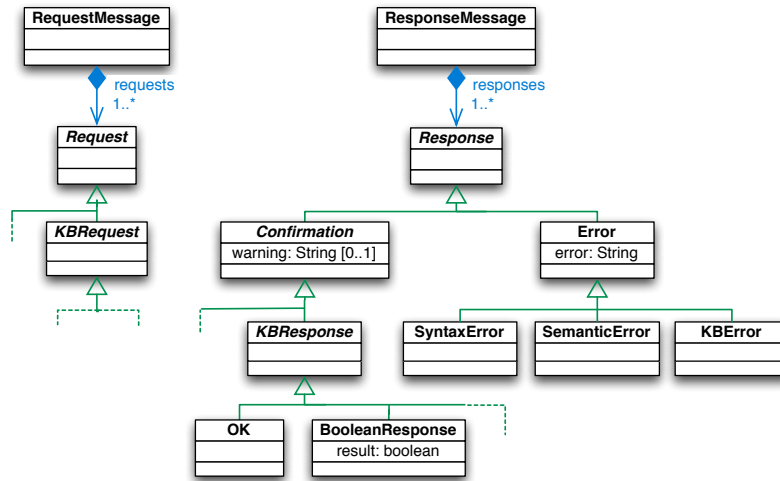 RequestMessage
ResponseMessage
requests
1..*
responses
1..*
Request
Response
KBRequest
Confirmation
warning: String [0..1]
Error
error: String
KBResponse
SyntaxError
SemanticError
KBError
OK
BooleanResponse
result: boolean